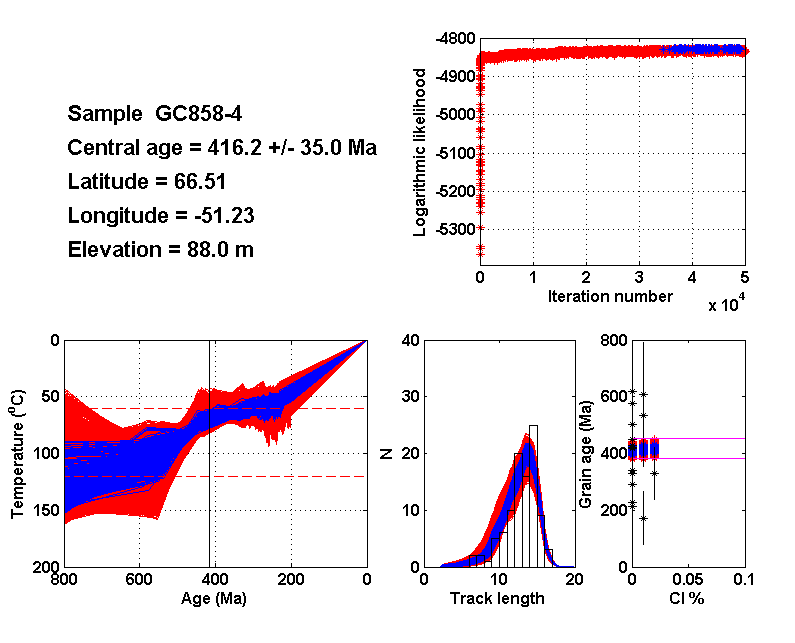 Sample GC858-4
Central age = 416.2 +/- 35.0 Ma
Latitude = 66.51
Longitude = -51.23
Elevation = 88.0 m
Logarithmic likelihood
-4800
-4900
-5000
-5100
-5200
-5300
0 1 2 3 4 5
Iteration number
x 10^4
Temperature (⁰C)
0
50
100
150
200
800 600 400 200 0
Age (Ma)
N
40
30
20
10
0
0 10 20
Track length
Grain age (Ma)
800
600
400
200
0
0 0.05 0.1
Cl %